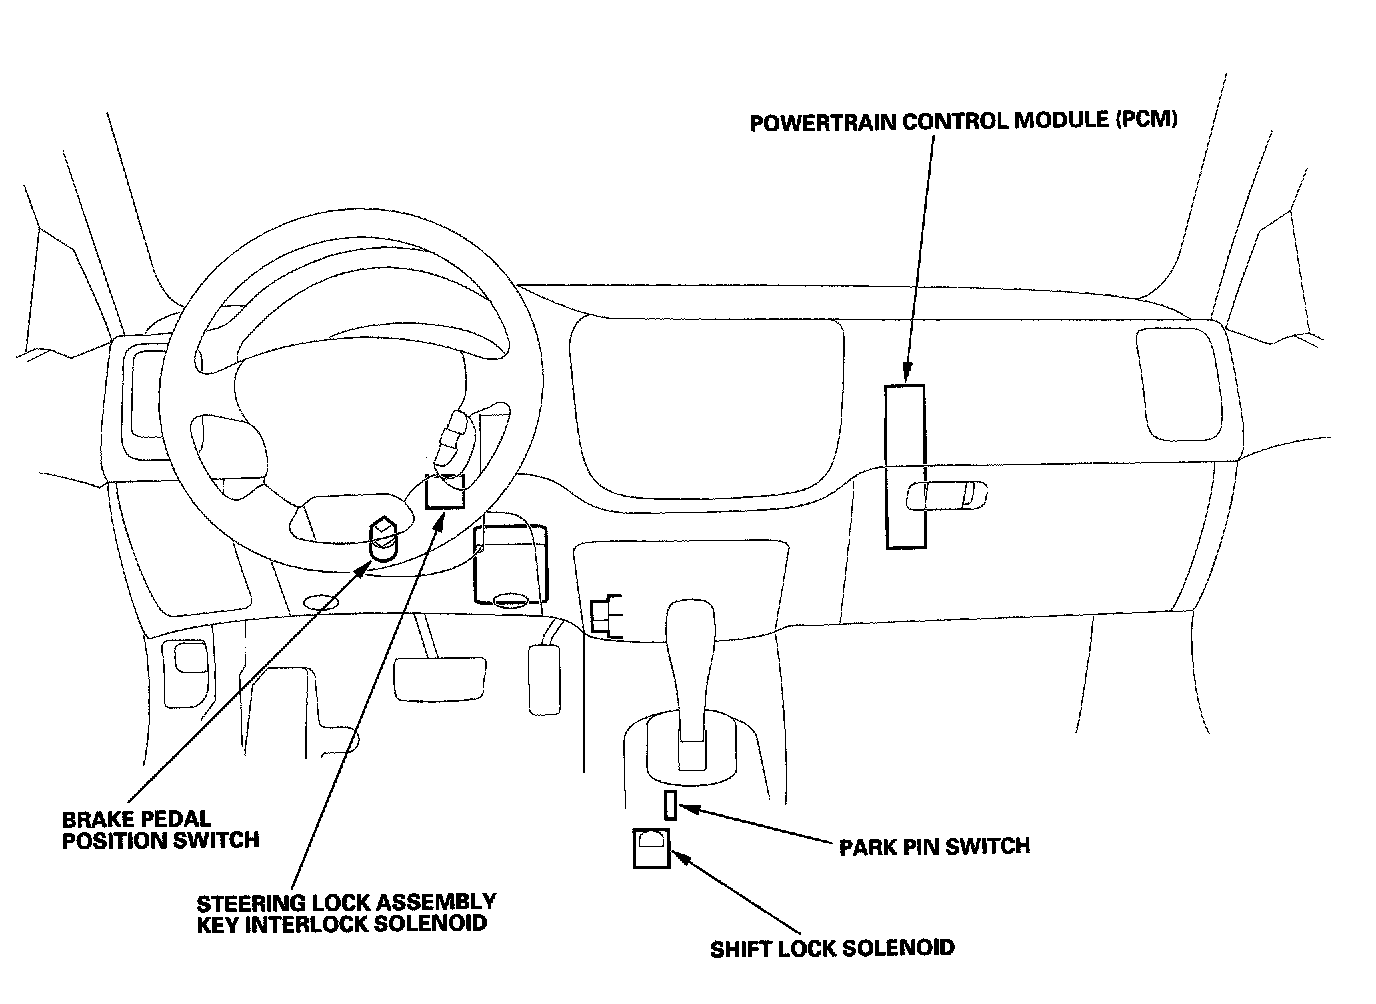 POWERTRAIN CONTROL MODULE (PCM)
BRAKE PEDAL
POSITION SWITCH
PARK PIN SWITCH
STEERING LOCK ASSEMBLY
KEY INTERLOCK SOLENOID
SHIFT LOCK SOLENOID